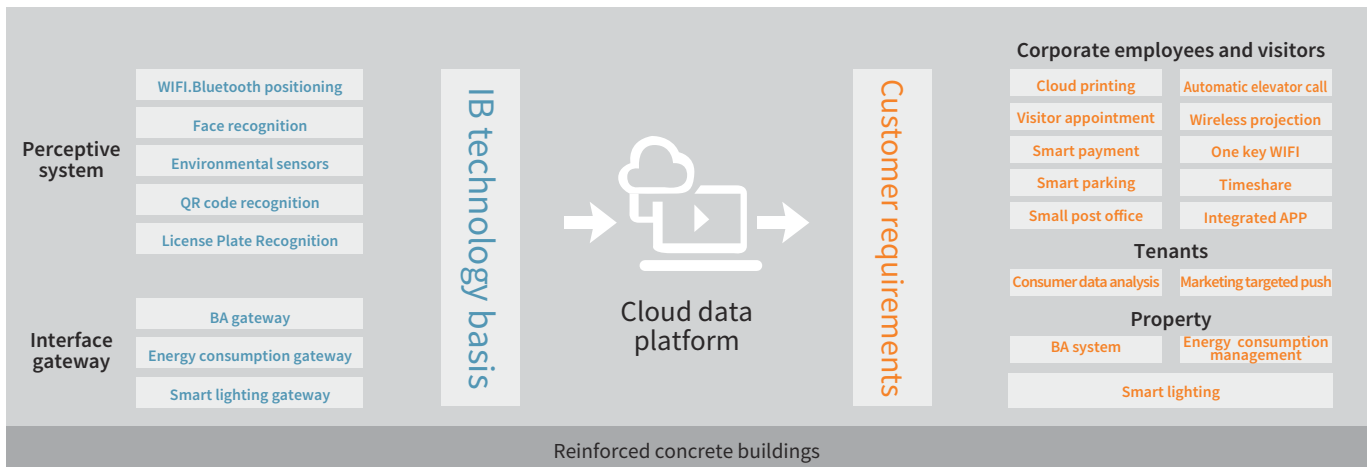 Perceptive
system
WIFI.Bluetooth positioning
Face recognition
Environmental sensors
QR code recognition
License Plate Recognition
Interface
gateway
BA gateway
Energy consumption gateway
Smart lighting gateway
IB technology basis
Cloud data
platform
Customer requirements
Corporate employees and visitors
Cloud printing
Automatic elevator call
Visitor appointment
Wireless projection
Smart payment
One key WIFI
Smart parking
Timeshare
Small post office
Integrated APP
Tenants
Consumer data analysis
Marketing targeted push
Property
BA system
Energy consumption
management
Smart lighting
Reinforced concrete buildings